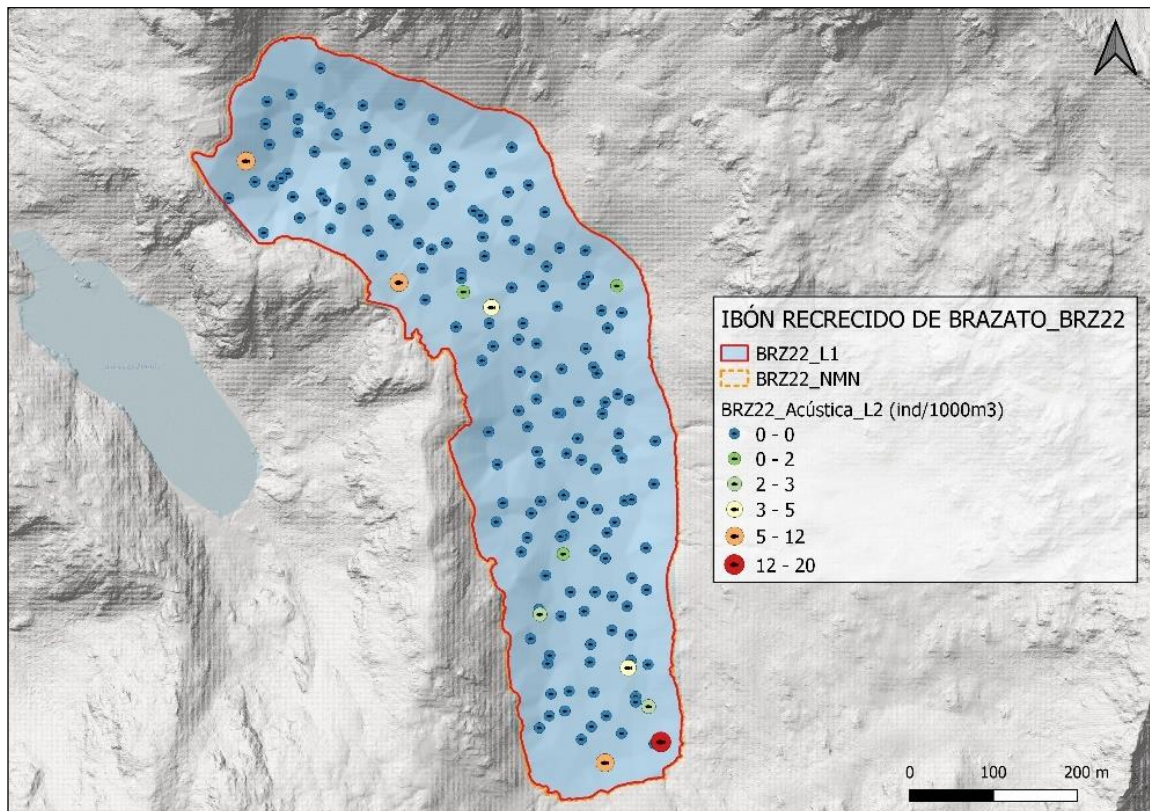 IBÓN RECRECIDO DE BRAZATO_BRZ22
BRZ22_L1
BRZ22_NMN
BRZ22_Acústica_L2 (ind/1000m3)
0 - 0
0 - 2
2 - 3
3 - 5
5 - 12
12 - 20
0 100 200 m